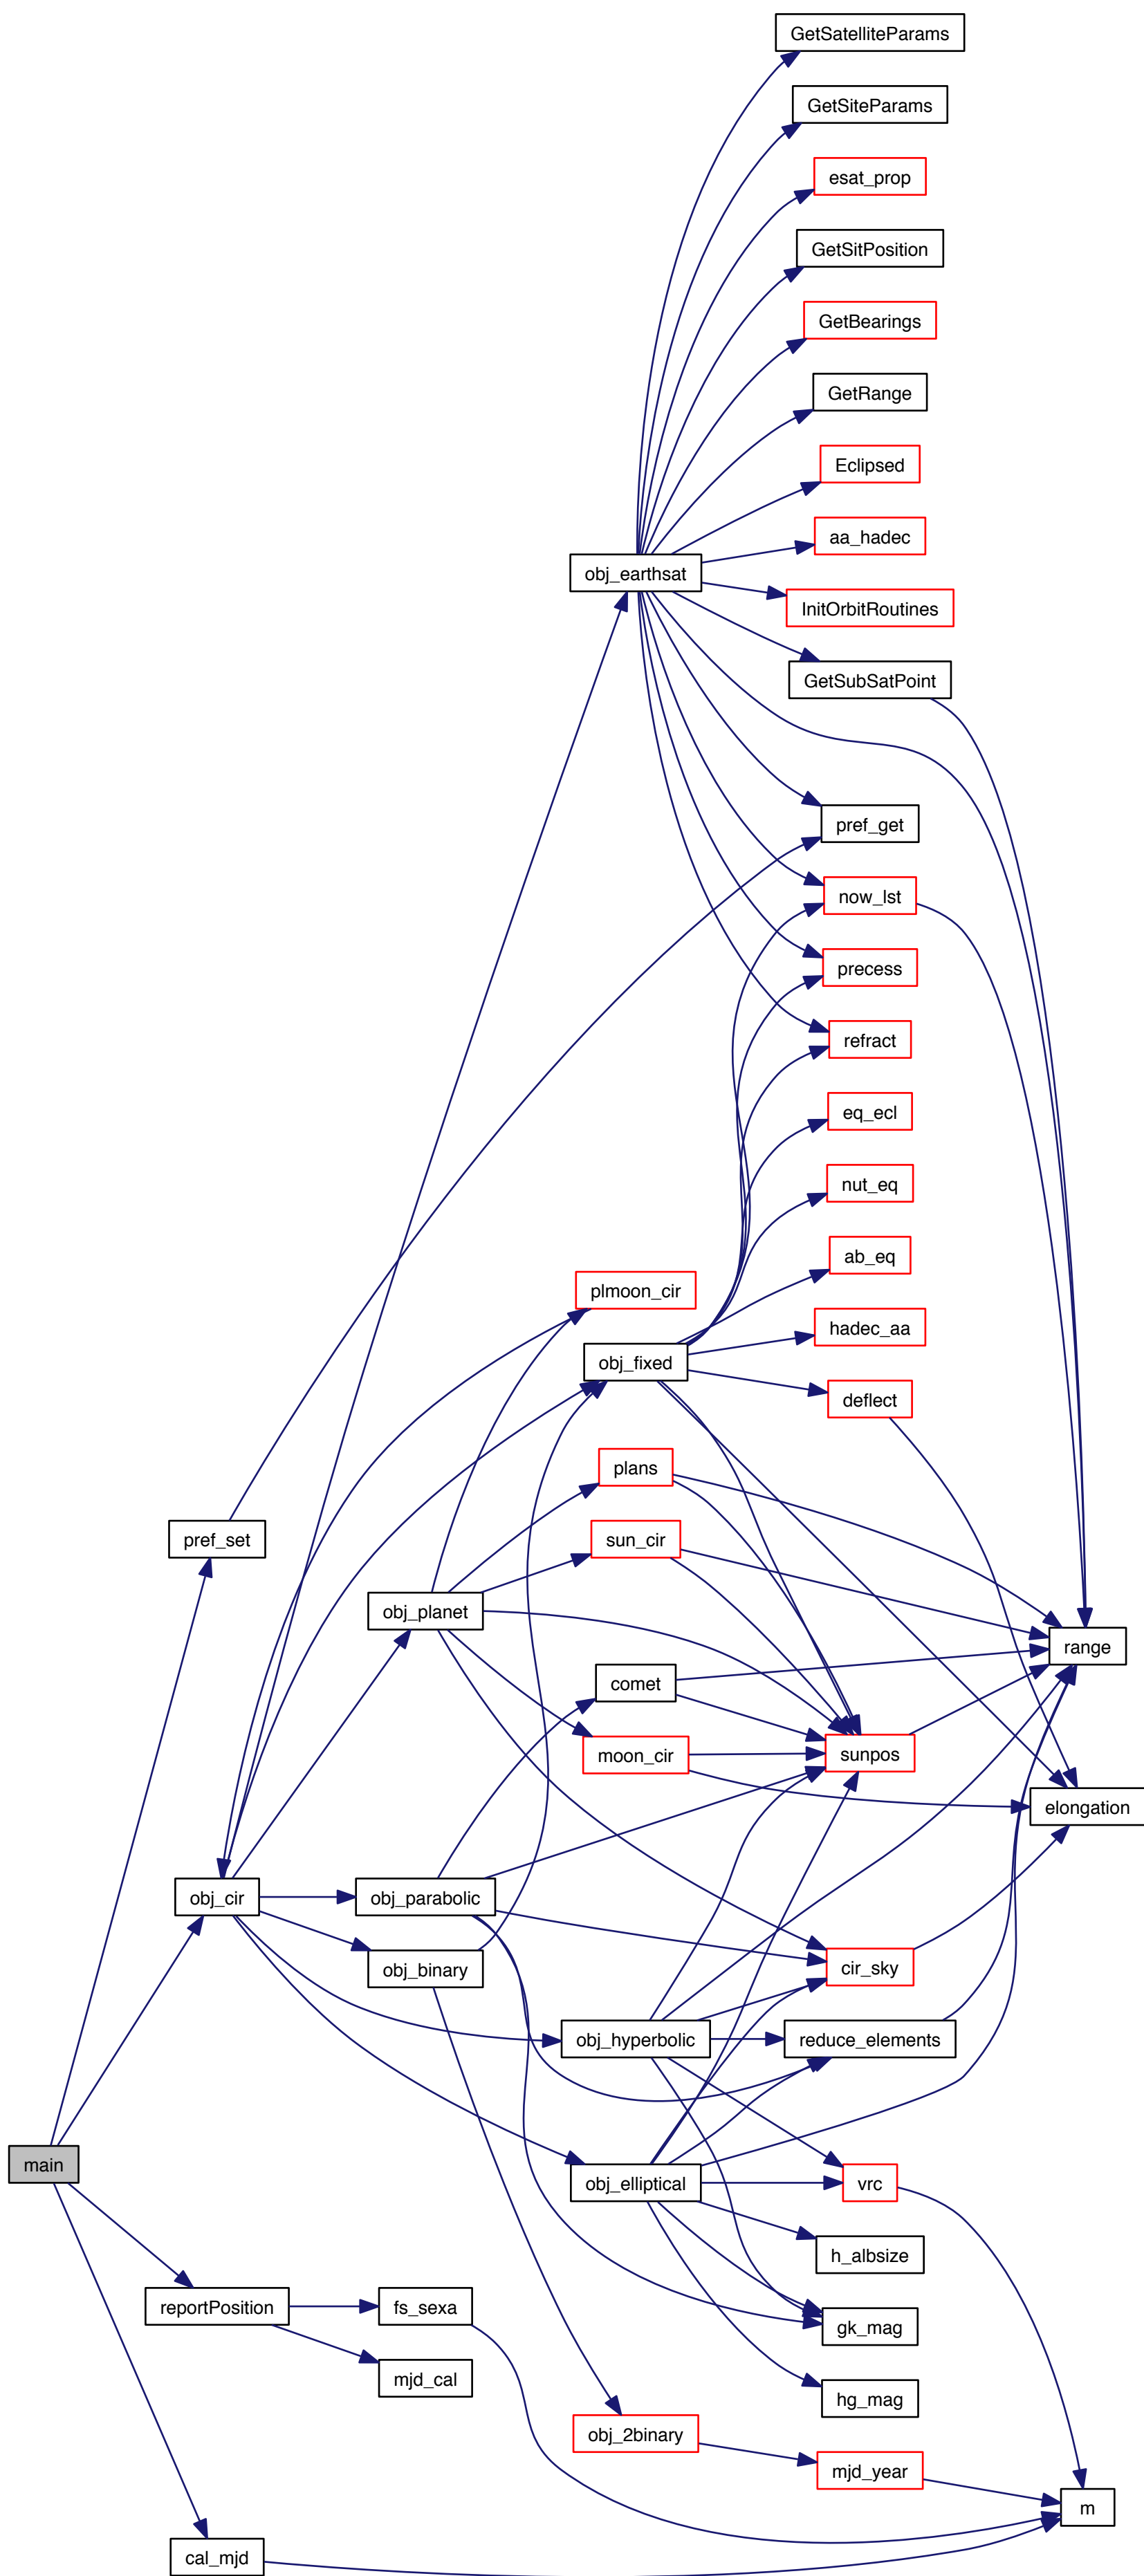 GetSatelliteParams
GetSiteParams
esat_prop
GetSitPosition
GetBearings
GetRange
Eclipsed
aa_hadec
obj_earthsat
InitOrbitRoutines
GetSubSatPoint
pref_get
now_lst
precess
refract
eq_ecl
nut_eq
ab_eq
plmoon_cir
hadec_aa
obj_fixed
deflect
plans
pref_set
sun_cir
obj_planet
range
comet
moon_cir
sunpos
elongation
obj_cir
obj_parabolic
obj_binary
cir_sky
obj_hyperbolic
reduce_elements
main
obj_elliptical
vrc
h_albsize
reportPosition
fs_sexa
gk_mag
mjd_cal
hg_mag
obj_2binary
mjd_year
m
cal_mjd